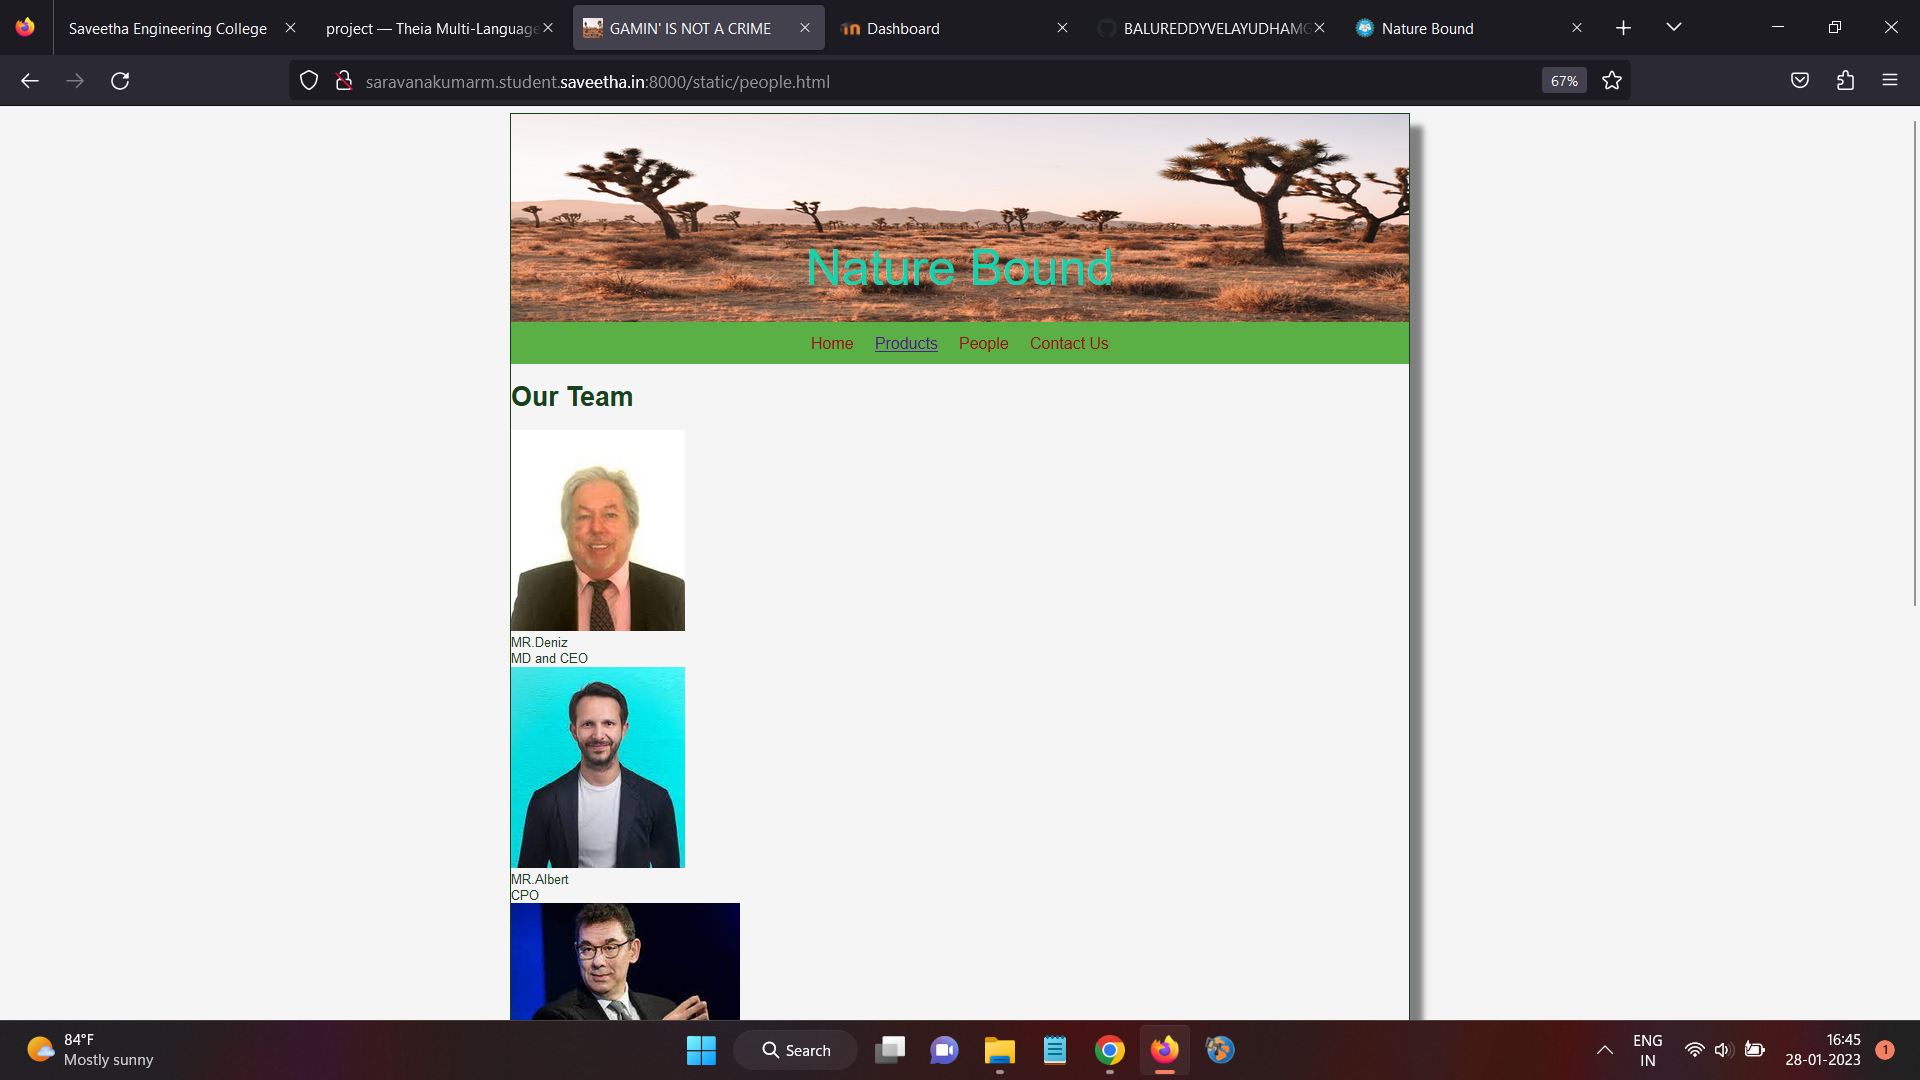 Saveetha Engineering College
project — Theia Multi-Language
GAMIN' IS NOT A CRIME
Dashboard
BALUREDDYVELAYUDHAMG
Nature Bound
saravanakumarm.student.saveetha.in:8000/static/people.html
67%
Nature Bound
Home Products People Contact Us
Our Team
MR.Deniz
MD and CEO
MR.Albert
CPO
84°F
Mostly sunny
Search
ENG
IN
16:45
28-01-2023
1